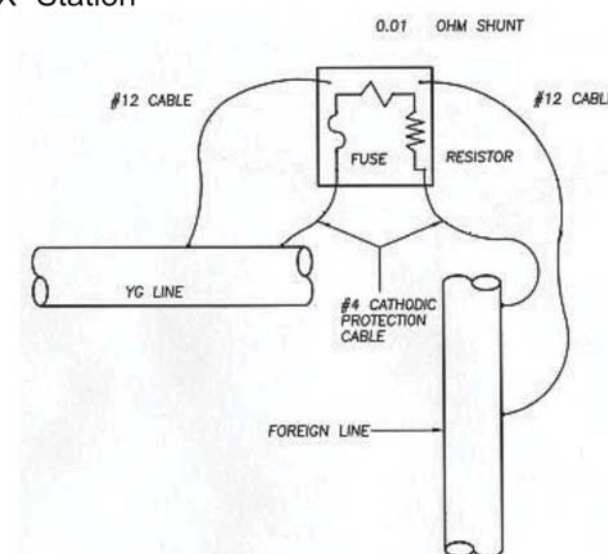 X Station
0.01 OHM SHUNT
#12 CABLE
#12 CABLE
FUSE
RESISTOR
YG LINE
#4 CATHODIC
PROTECTION
CABLE
FOREIGN LINE